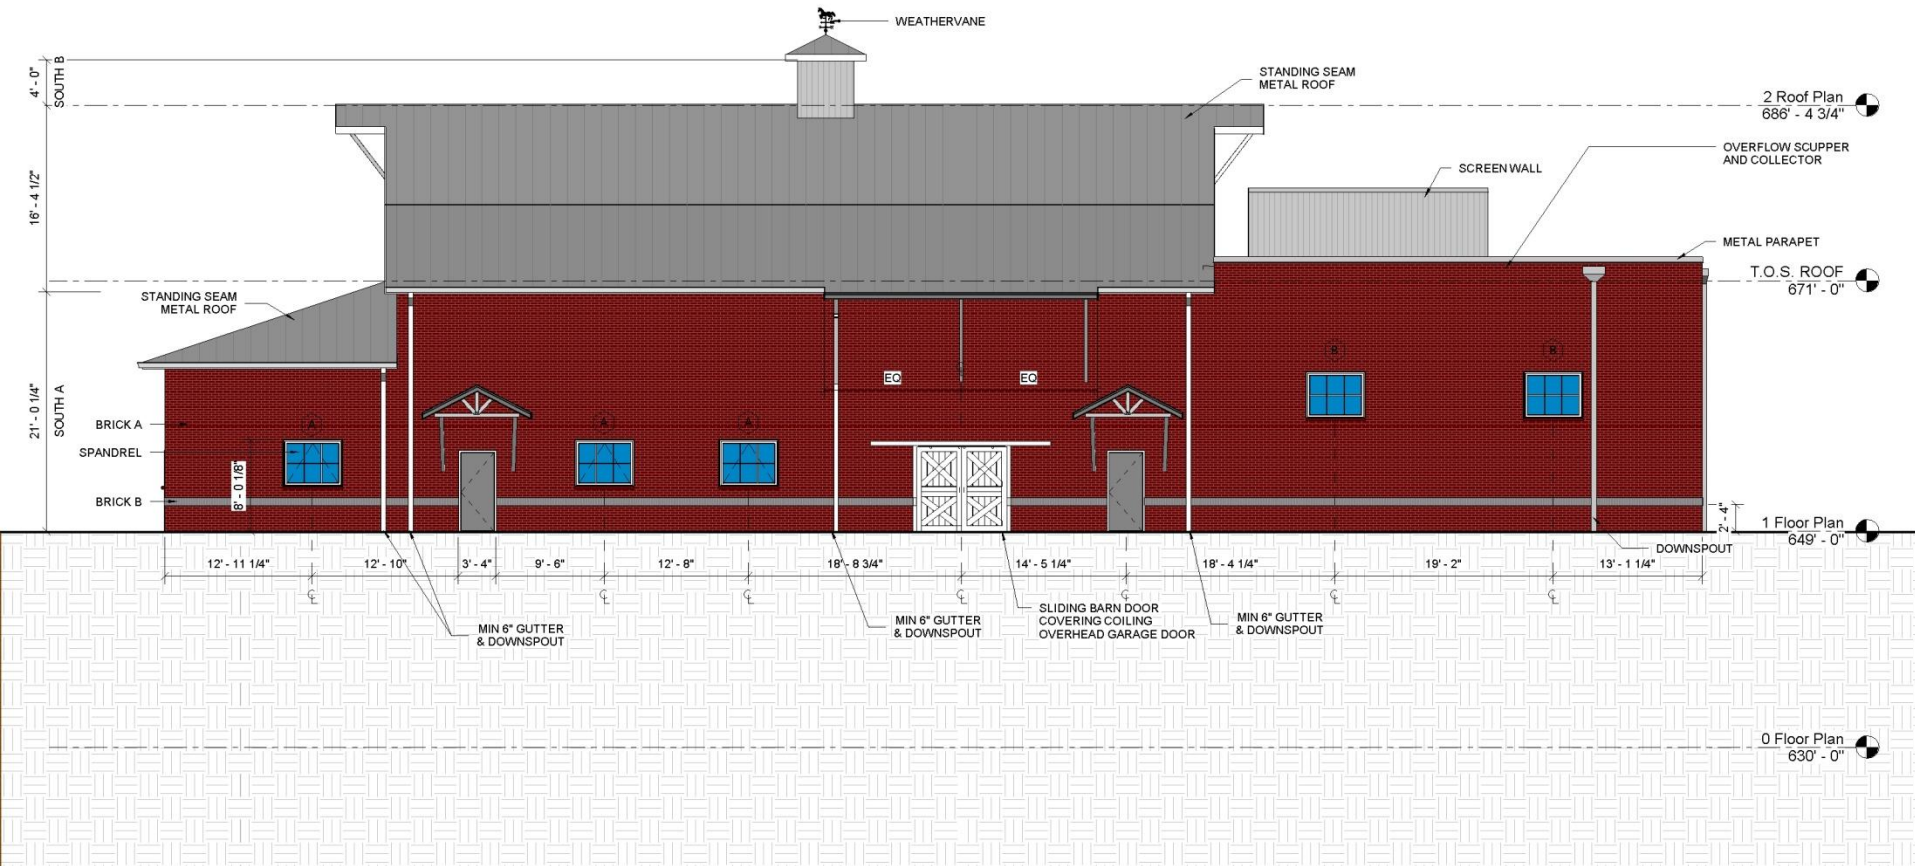 WEATHERVANE
4' - 0"
SOUTH B
STANDING SEAM
METAL ROOF
2 Roof Plan
686' - 4 3/4"
OVERFLOW SCUPPER
AND COLLECTOR
SCREEN WALL
16' - 4 1/2"
METAL PARAPET
T.O.S. ROOF
671' - 0"
STANDING SEAM
METAL ROOF
B
B
EQ
EQ
21' - 0 1/4"
SOUTH A
BRICK A
A
A
A
SPANDREL
8' - 0 1/8"
BRICK B
2' - 4"
1 Floor Plan
649' - 0"
DOWNSPOUT
12' - 11 1/4"
12' - 10"
3' - 4"
9' - 6"
12' - 8"
18' - 8 3/4"
14' - 5 1/4"
18' - 4 1/4"
19' - 2"
13' - 1 1/4"
MIN 6" GUTTER
& DOWNSPOUT
MIN 6" GUTTER
& DOWNSPOUT
SLIDING BARN DOOR
COVERING COILING
OVERHEAD GARAGE DOOR
MIN 6" GUTTER
& DOWNSPOUT
0 Floor Plan
630' - 0"